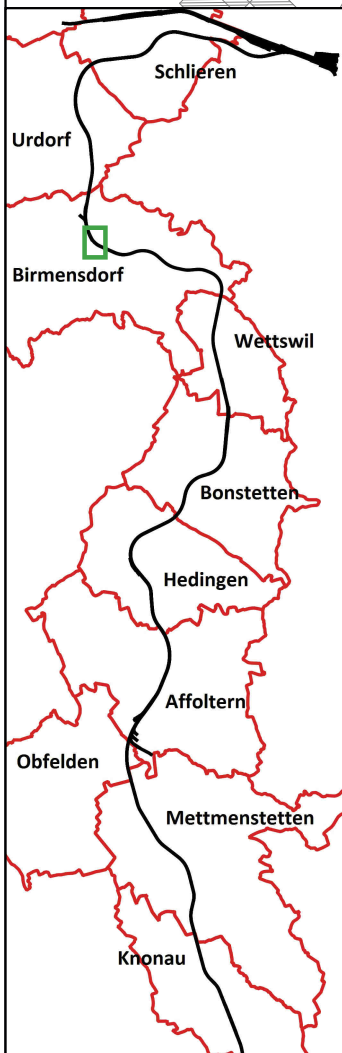 Schlieren
Urdorf
Birmensdorf
Wettswil
Bonstetten
Hedingen
Affoltern
Obfelden
Mettmenstetten
Knonau